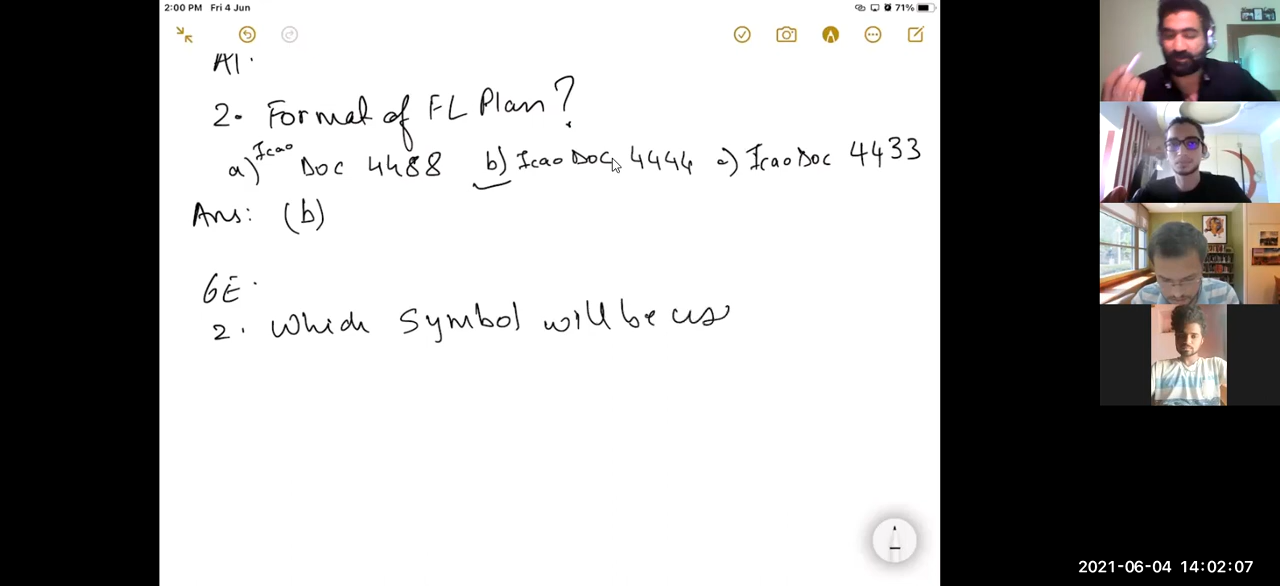 2:00 PM Fri 4 Jun
71%
A1.
2. Format of FL Plan?
a) Icao Doc 4488 b) Icao Doc 4444 c) Icao Doc 4433
Ans: (b)
6E.
2. Which Symbol will be us
2021-06-04 14:02:07